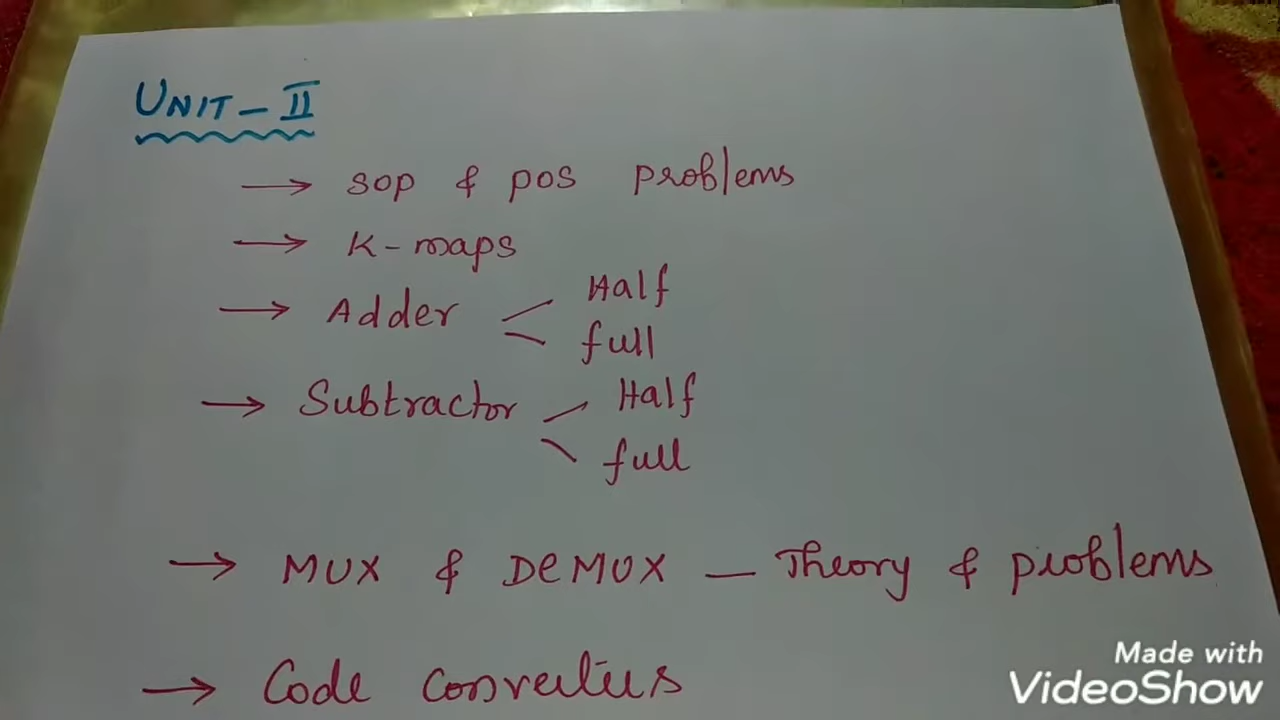 UNIT-II
→ SOP & POS Problems
→ K-maps
→ Adder Half
full
→ Subtractor Half
full
→ MUX & DEMUX — Theory & problems
→ Code converters
Made with
VideoShow